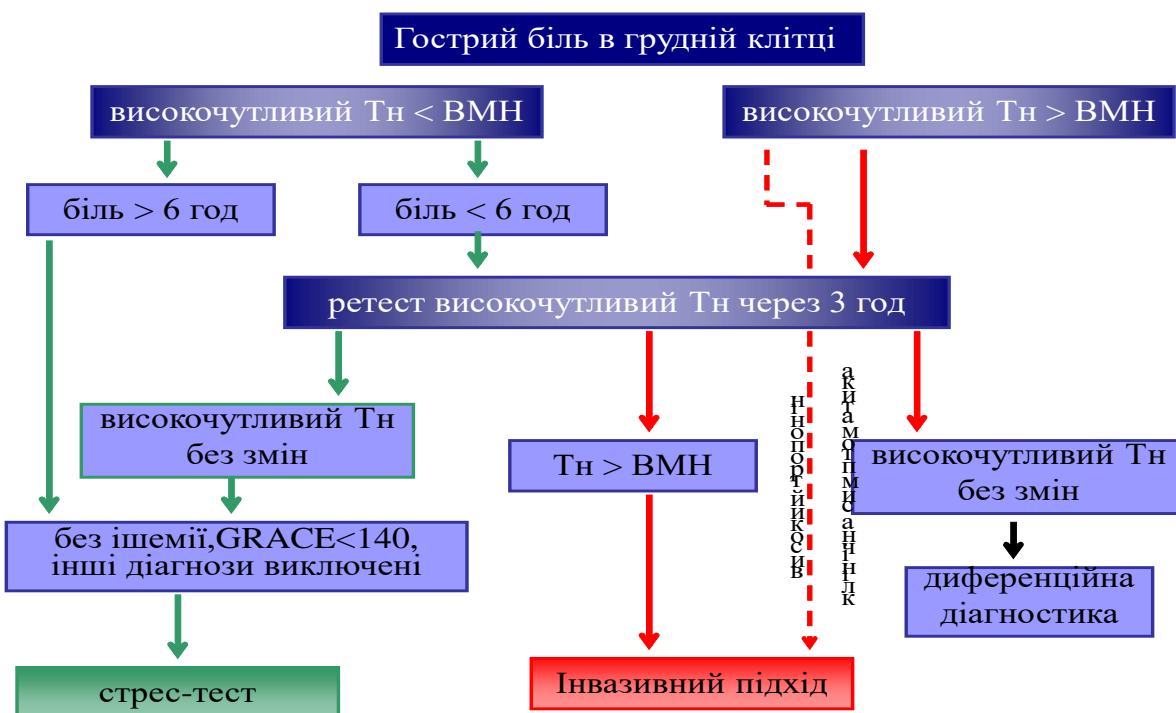 Гострий біль в грудній клітці
високочутливий Тн < ВМН
високочутливий Тн > ВМН
біль > 6 год
біль < 6 год
ретест високочутливий Тн через 3 год
високочутливий Тн
без змін
Тн > ВМН
високийтропонін
клінічнасимптоматика
високочутливий Тн
без змін
без ішемії,GRACE<140,
інші діагнози виключені
диференційна
діагностика
стрес-тест
Інвазивний підхід